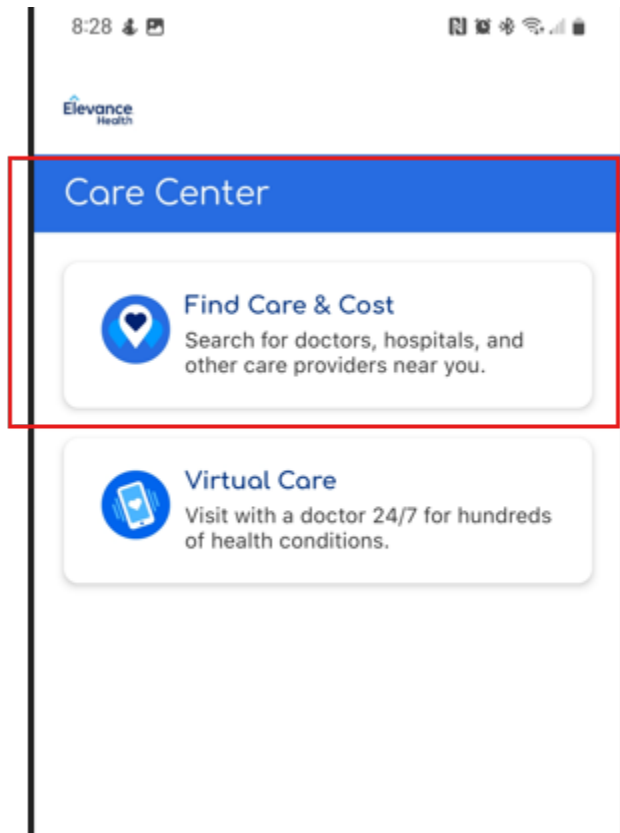 8:28
Elevance
Health
Care Center
Find Care & Cost
Search for doctors, hospitals, and
other care providers near you.
Virtual Care
Visit with a doctor 24/7 for hundreds
of health conditions.